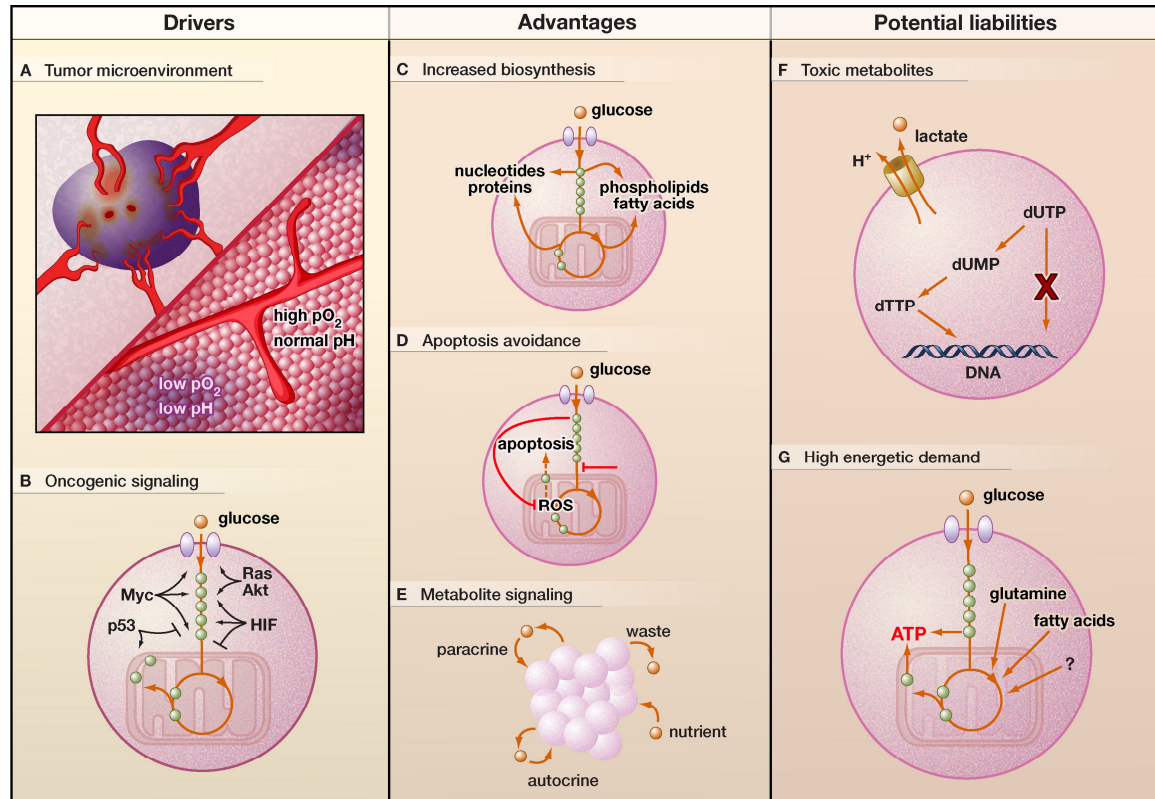 Drivers
Advantages
Potential liabilities
A Tumor microenvironment
high pO₂
normal pH
low pO₂
low pH
B Oncogenic signaling
glucose
Myc
Ras
Akt
p53
HIF
C Increased biosynthesis
glucose
nucleotides
proteins
phospholipids
fatty acids
D Apoptosis avoidance
glucose
apoptosis
ROS
E Metabolite signaling
paracrine
waste
nutrient
autocrine
F Toxic metabolites
lactate
H⁺
dUTP
dUMP
dTTP
X
DNA
G High energetic demand
glucose
glutamine
fatty acids
ATP
?